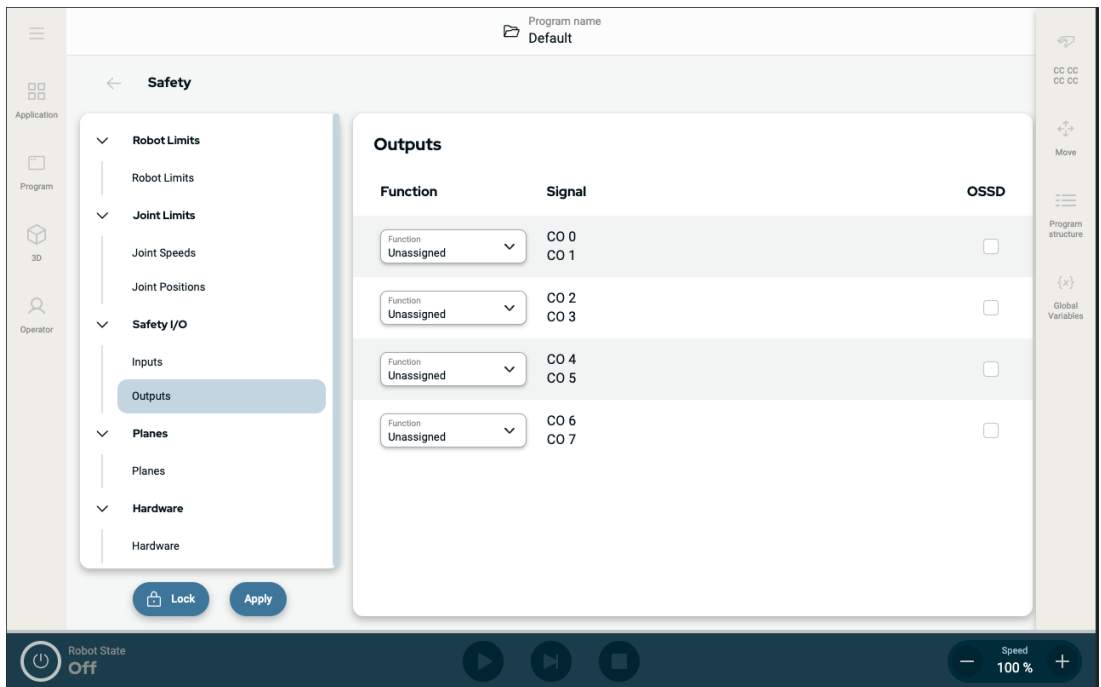 Program name
Default
Application
Program
3D
Operator
Safety
Robot Limits
Robot Limits
Joint Limits
Joint Speeds
Joint Positions
Safety I/O
Inputs
Outputs
Planes
Planes
Hardware
Hardware
Lock
Apply
Outputs
Function
Signal
OSSD
Function
Unassigned
CO 0
CO 1
Function
Unassigned
CO 2
CO 3
Function
Unassigned
CO 4
CO 5
Function
Unassigned
CO 6
CO 7
CC CC
CC CC
Move
Program
structure
{x}
Global
Variables
Robot State
Off
Speed
100 %